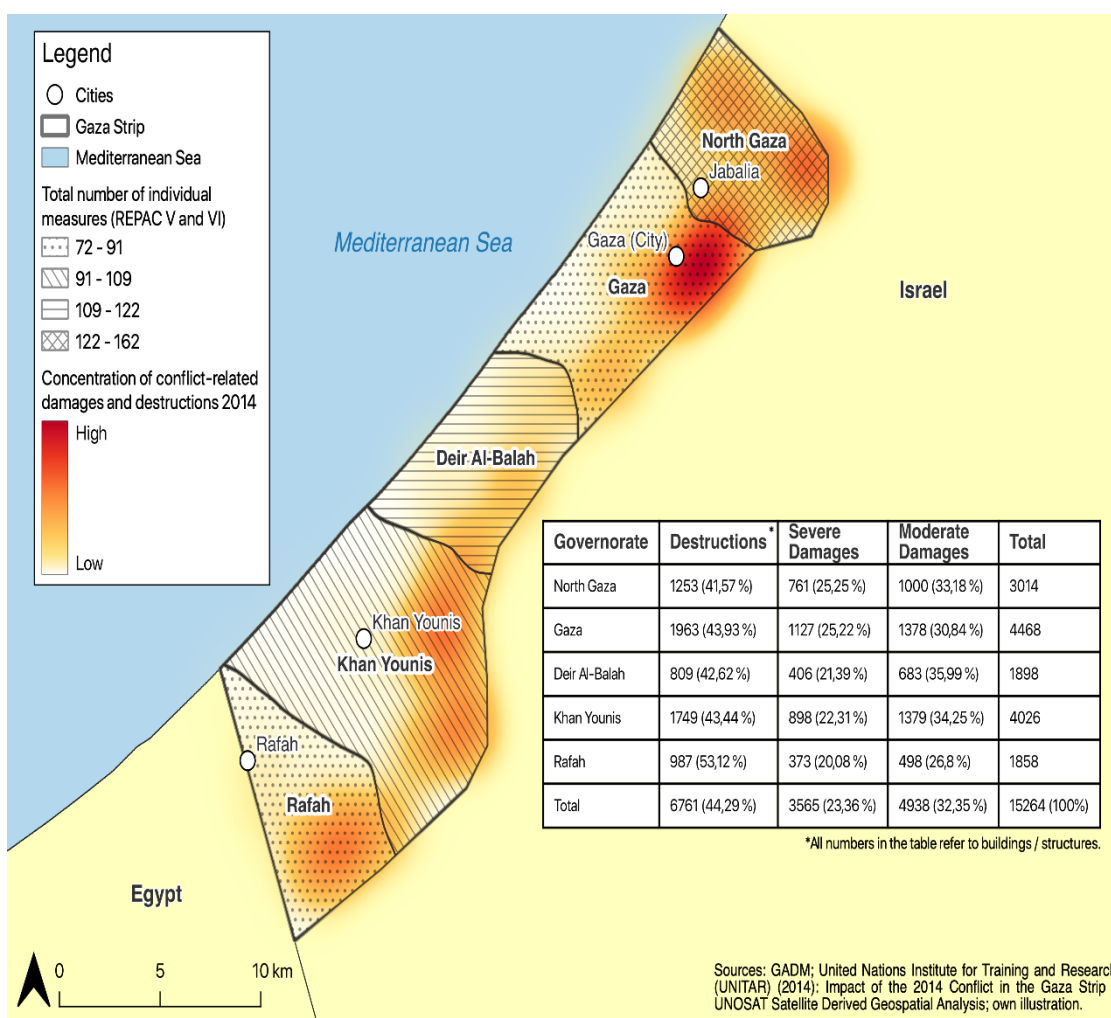 Legend
Cities
Gaza Strip
Mediterranean Sea
Total number of individual
measures (REPAC V and VI)
72 - 91
91 - 109
109 - 122
122 - 162
Concentration of conflict-related
damages and destructions 2014
High
Low
Mediterranean Sea
North Gaza
Jabalia
Gaza (City)
Gaza
Israel
Deir Al-Balah
Khan Younis
Khan Younis
Rafah
Rafah
Egypt
Governorate Destructions* Severe Damages Moderate Damages Total
North Gaza 1253 (41,57 %) 761 (25,25 %) 1000 (33,18 %) 3014
Gaza 1963 (43,93 %) 1127 (25,22 %) 1378 (30,84 %) 4468
Deir Al-Balah 809 (42,62 %) 406 (21,39 %) 683 (35,99 %) 1898
Khan Younis 1749 (43,44 %) 898 (22,31 %) 1379 (34,25 %) 4026
Rafah 987 (53,12 %) 373 (20,08 %) 498 (26,8 %) 1858
Total 6761 (44,29 %) 3565 (23,36 %) 4938 (32,35 %) 15264 (100%)
*All numbers in the table refer to buildings / structures.
0 5 10 km
Sources: GADM; United Nations Institute for Training and Research
(UNITAR) (2014): Impact of the 2014 Conflict in the Gaza Strip
UNOSAT Satellite Derived Geospatial Analysis; own illustration.